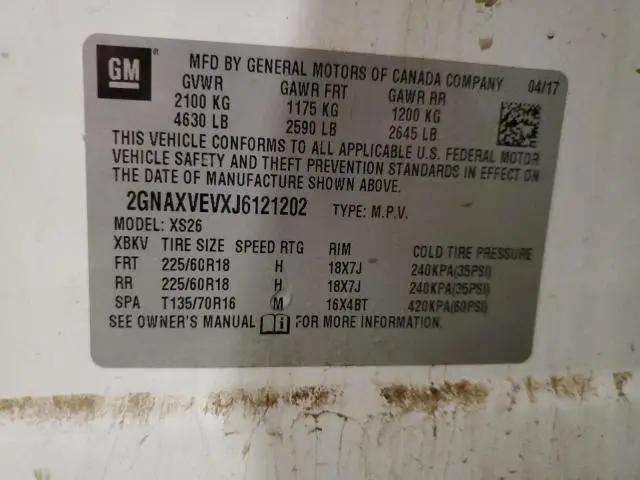 GM ®
MFD BY GENERAL MOTORS OF CANADA COMPANY 04/17
GVWR GAWR FRT GAWR RR
2100 KG 1175 KG 1200 KG
4630 LB 2590 LB 2645 LB
THIS VEHICLE CONFORMS TO ALL APPLICABLE U.S. FEDERAL MOTOR
VEHICLE SAFETY AND THEFT PREVENTION STANDARDS IN EFFECT ON
THE DATE OF MANUFACTURE SHOWN ABOVE.
2GNAXVEVXJ6121202 TYPE: M.P.V.
MODEL: XS26
XBKV TIRE SIZE SPEED RTG RIM COLD TIRE PRESSURE
FRT 225/60R18 H 18X7J 240KPA(35PSI)
RR 225/60R18 H 18X7J 240KPA(35PSI)
SPA T135/70R16 M 16X4BT 420KPA(60PSI)
SEE OWNER'S MANUAL i FOR MORE INFORMATION.